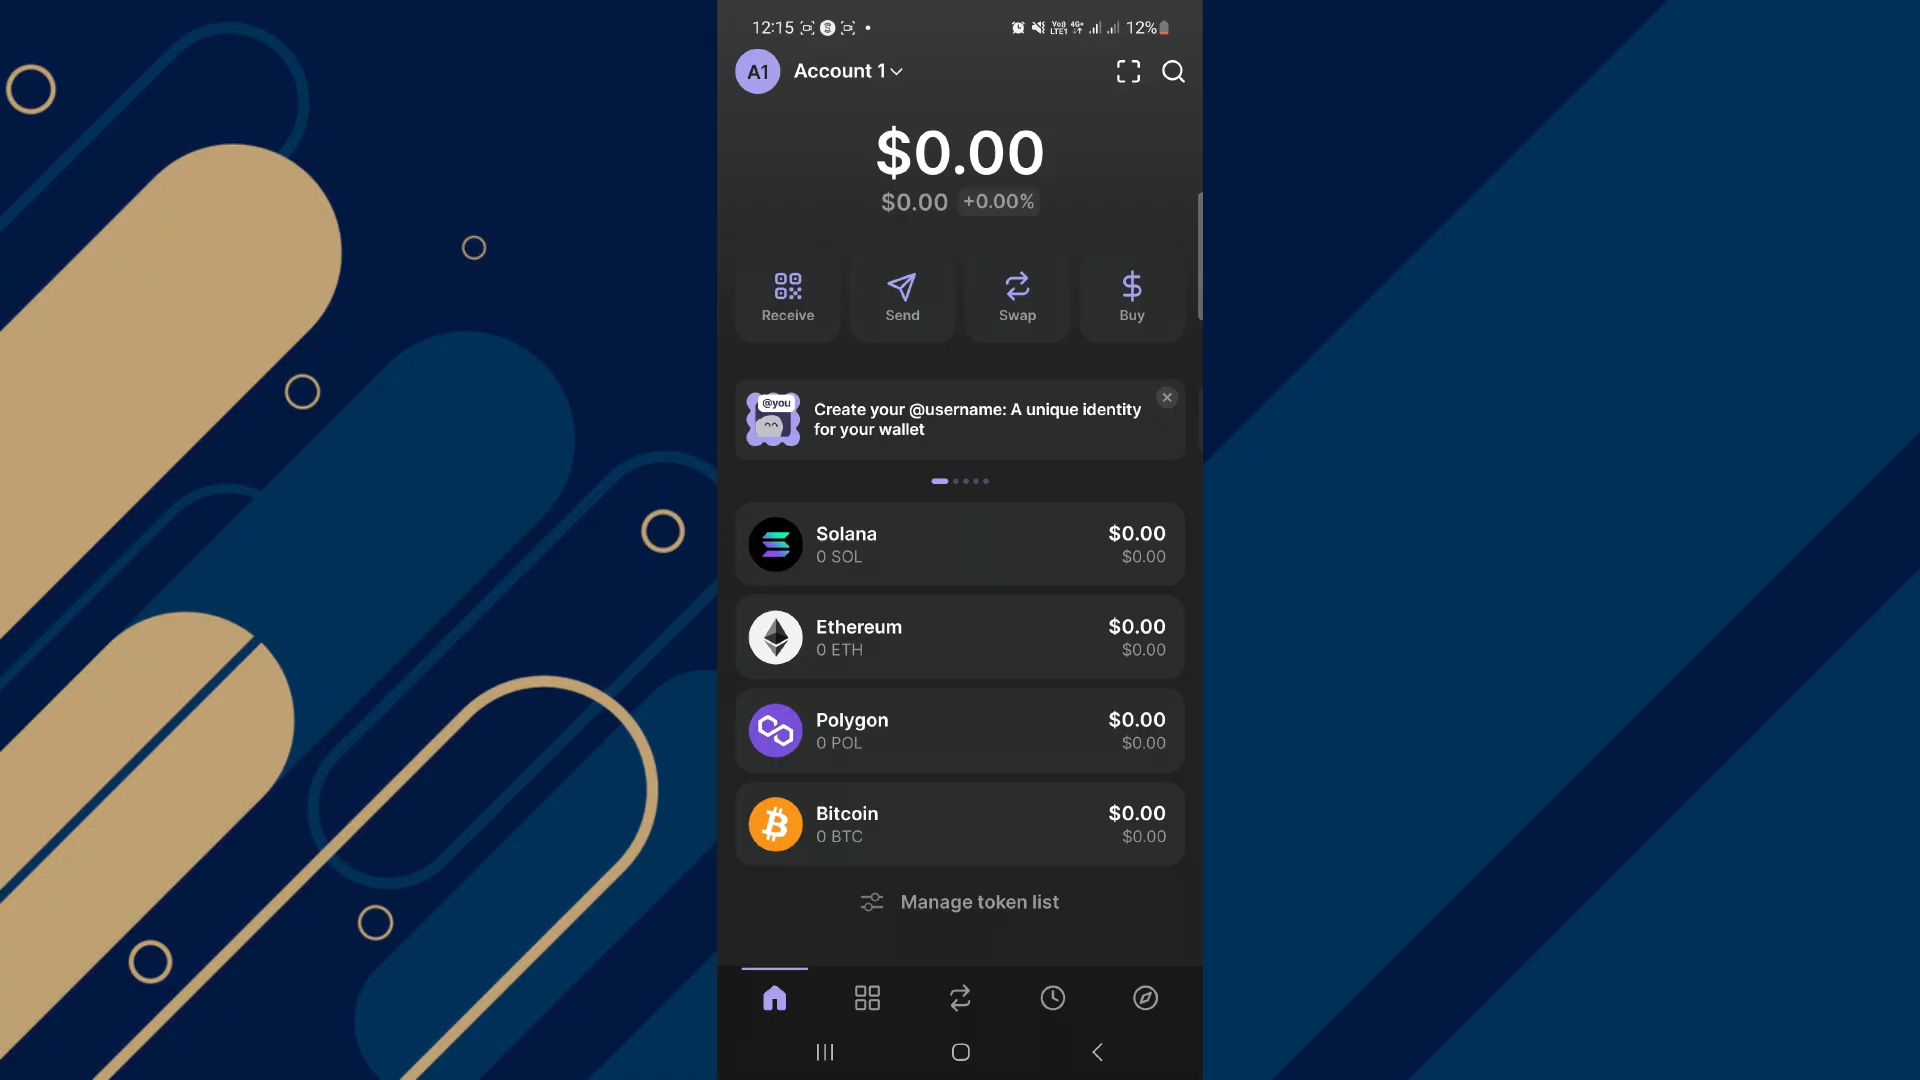 12:15
12%
A1 Account 1
$0.00
$0.00 +0.00%
Receive Send Swap Buy
@you
Create your @username: A unique identity
for your wallet
Solana $0.00
0 SOL $0.00
Ethereum $0.00
0 ETH $0.00
Polygon $0.00
0 POL $0.00
Bitcoin $0.00
0 BTC $0.00
Manage token list